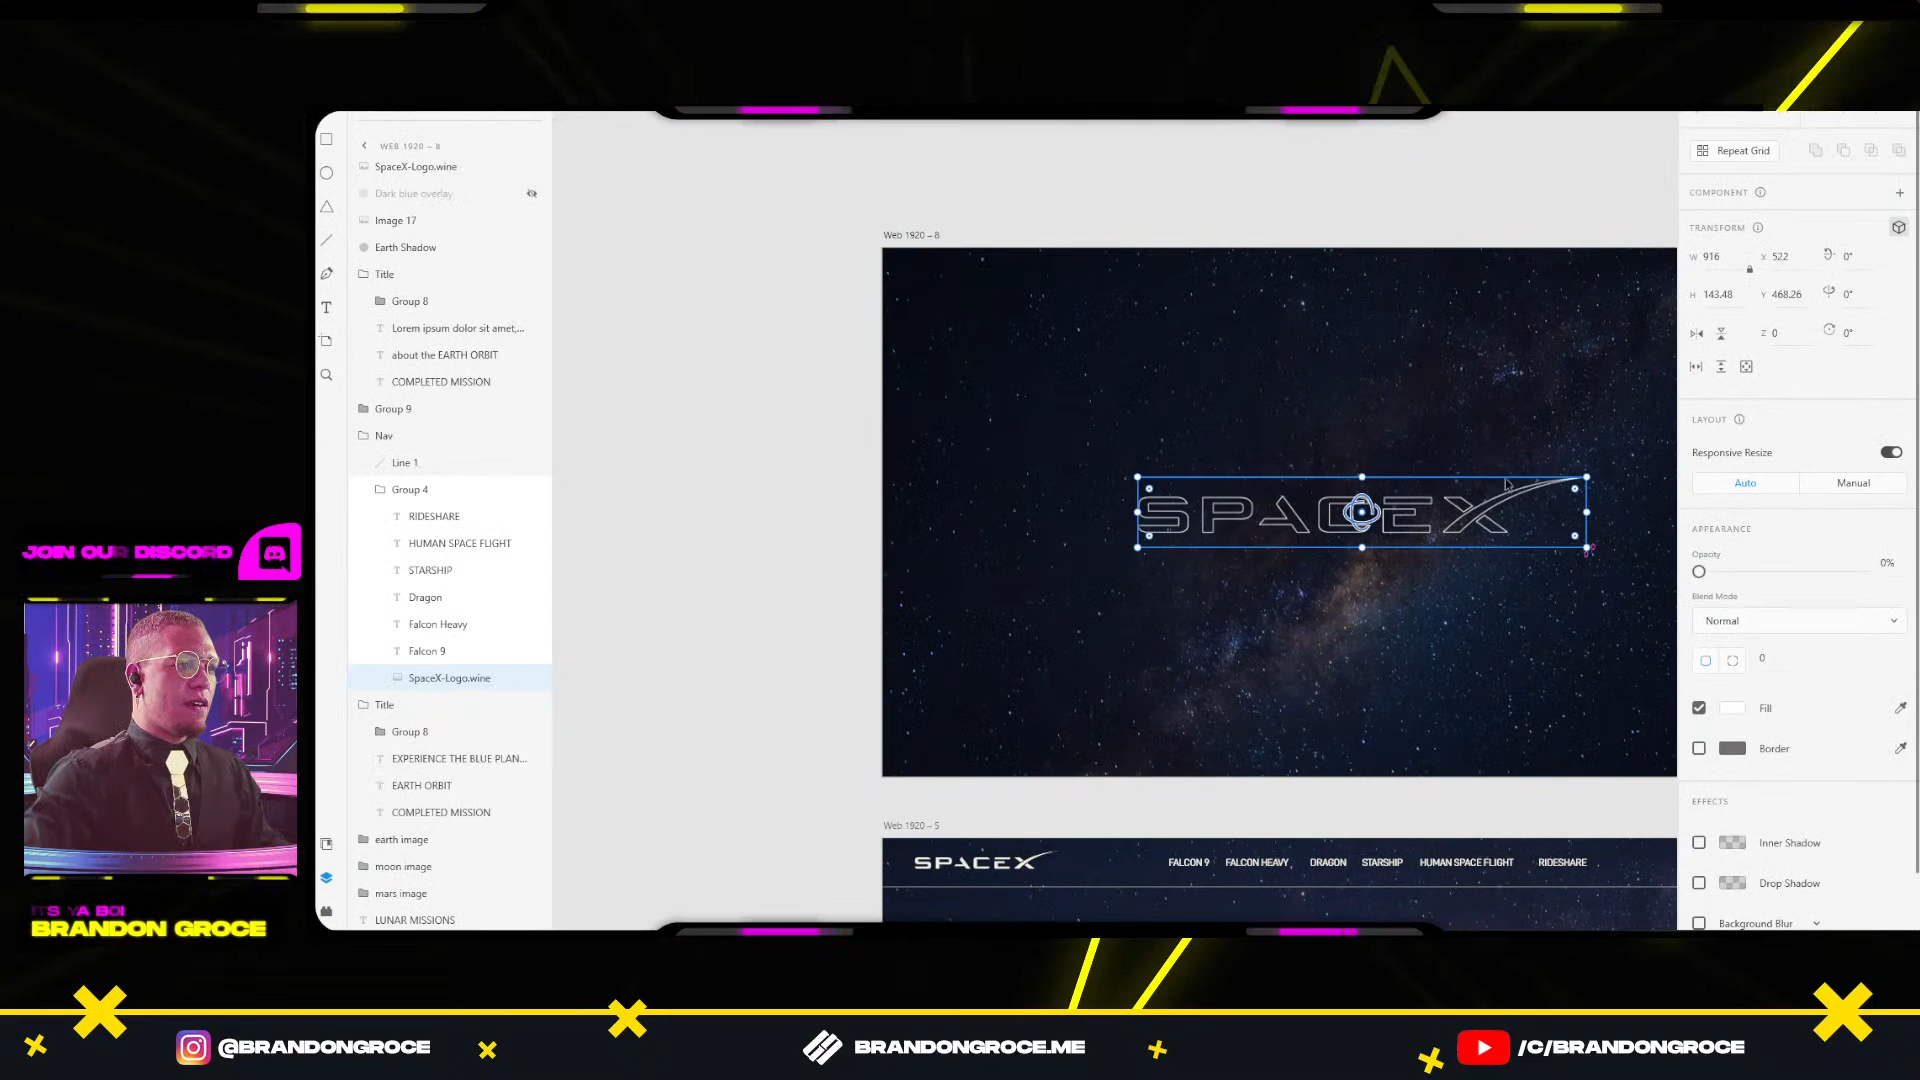 WEB 1920 – 8
SpaceX-Logo.wine
Dark blue overlay
Image 17
Earth Shadow
Title
Group 8
Lorem ipsum dolor sit amet,...
about the EARTH ORBIT
COMPLETED MISSION
Group 9
Nav
Line 1
Group 4
RIDESHARE
HUMAN SPACE FLIGHT
STARSHIP
Dragon
Falcon Heavy
Falcon 9
SpaceX-Logo.wine
Title
Group 8
EXPERIENCE THE BLUE PLAN...
EARTH ORBIT
COMPLETED MISSION
earth image
moon image
mars image
LUNAR MISSIONS
Web 1920 – 8
SPACEX
Web 1920 – 5
SPACEX
FALCON 9 FALCON HEAVY DRAGON STARSHIP HUMAN SPACE FLIGHT RIDESHARE
Repeat Grid
COMPONENT
TRANSFORM
W 916 X 522 0°
H 143.48 Y 468.26 0°
Z 0 0°
LAYOUT
Responsive Resize
Auto Manual
APPEARANCE
Opacity
0%
Blend Mode
Normal
0
Fill
Border
EFFECTS
Inner Shadow
Drop Shadow
Background Blur
JOIN OUR DISCORD
IT'S YA BOI
BRANDON GROCE
@BRANDONGROCE
BRANDONGROCE.ME
/C/BRANDONGROCE